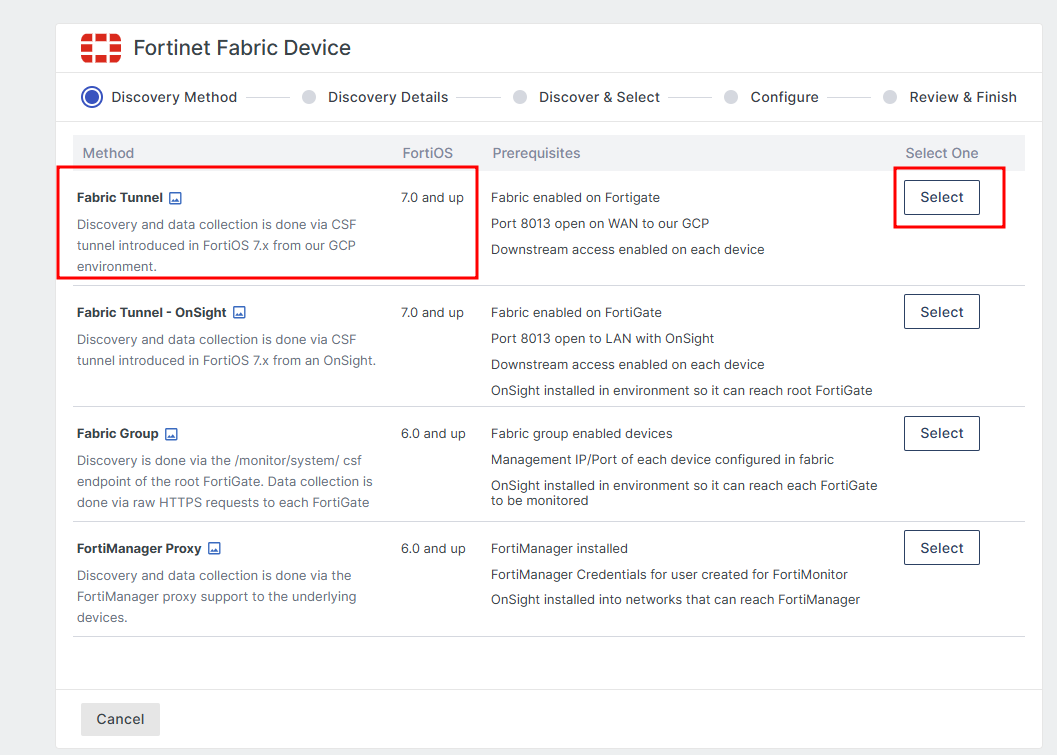 Fortinet Fabric Device
Discovery Method
Discovery Details
Discover & Select
Configure
Review & Finish
Method
FortiOS
Prerequisites
Select One
Fabric Tunnel
7.0 and up
Fabric enabled on Fortigate
Select
Discovery and data collection is done via CSF
tunnel introduced in FortiOS 7.x from our GCP
environment.
Port 8013 open on WAN to our GCP
Downstream access enabled on each device
Fabric Tunnel - OnSight
7.0 and up
Fabric enabled on FortiGate
Select
Discovery and data collection is done via CSF
tunnel introduced in FortiOS 7.x from an OnSight.
Port 8013 open to LAN with OnSight
Downstream access enabled on each device
OnSight installed in environment so it can reach root FortiGate
Fabric Group
6.0 and up
Fabric group enabled devices
Select
Discovery is done via the /monitor/system/ csf
endpoint of the root FortiGate. Data collection is
done via raw HTTPS requests to each FortiGate
Management IP/Port of each device configured in fabric
OnSight installed in environment so it can reach each FortiGate
to be monitored
FortiManager Proxy
6.0 and up
FortiManager installed
Select
Discovery and data collection is done via the
FortiManager proxy support to the underlying
devices.
FortiManager Credentials for user created for FortiMonitor
OnSight installed into networks that can reach FortiManager
Cancel